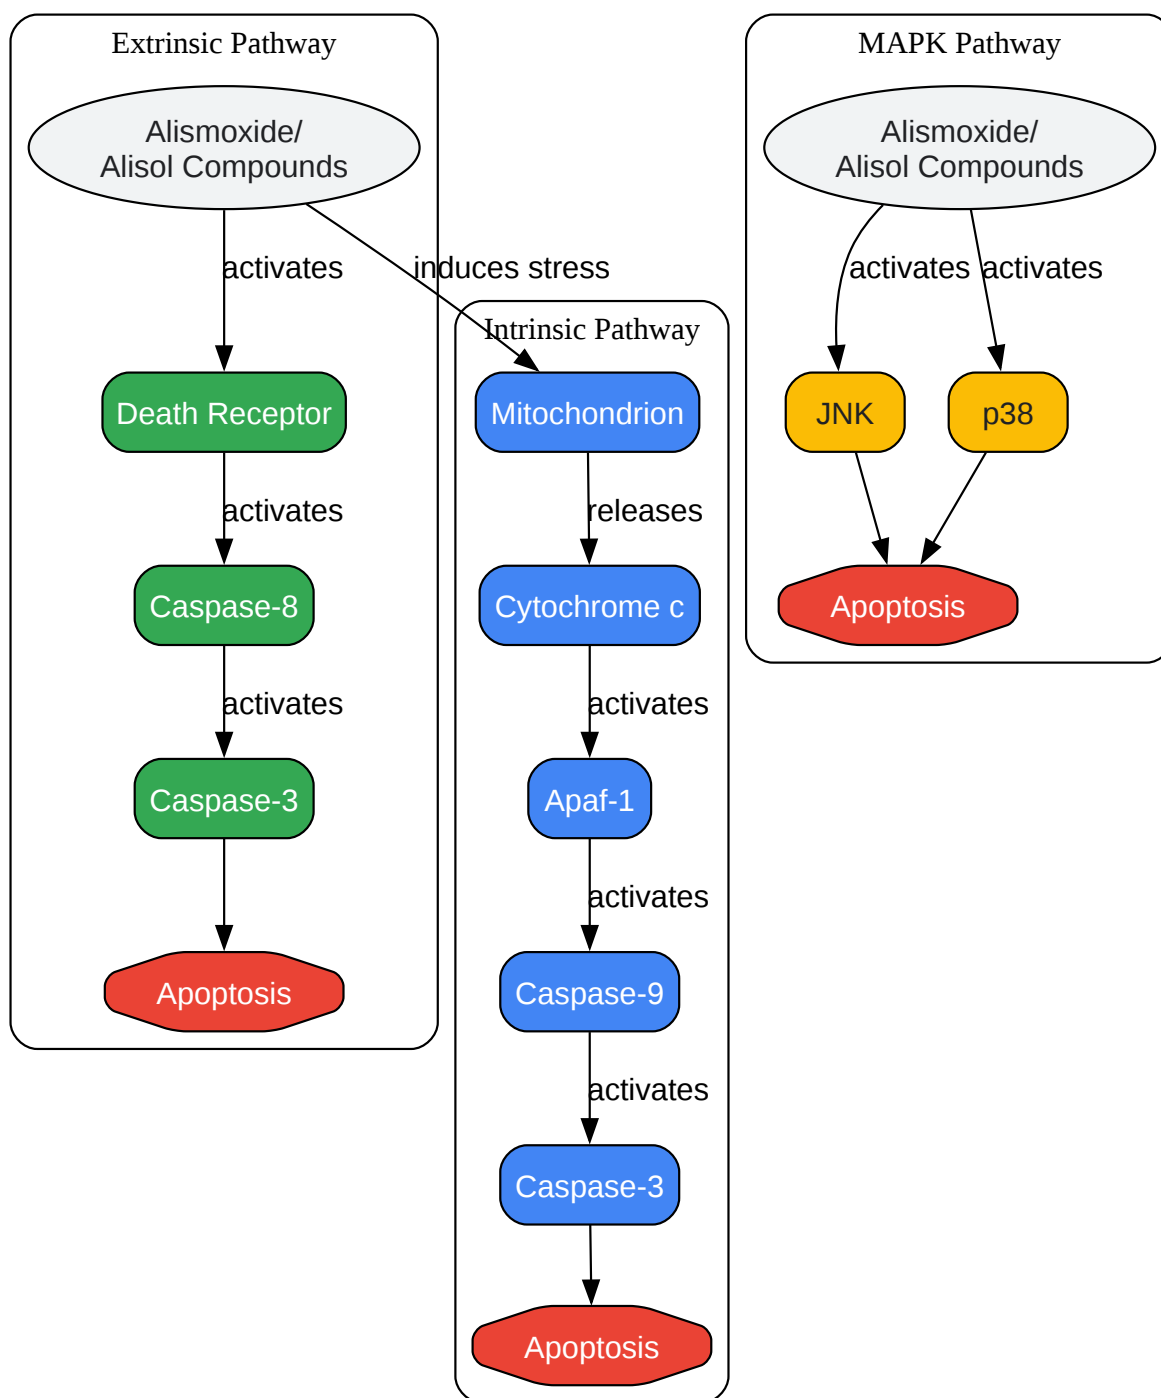 Extrinsic Pathway
Alismoxide/
Alisol Compounds
activates
induces stress
Death Receptor
activates
Caspase-8
activates
Caspase-3
Apoptosis
Intrinsic Pathway
Mitochondrion
releases
Cytochrome c
activates
Apaf-1
activates
Caspase-9
activates
Caspase-3
Apoptosis
MAPK Pathway
Alismoxide/
Alisol Compounds
activates
activates
JNK
p38
Apoptosis